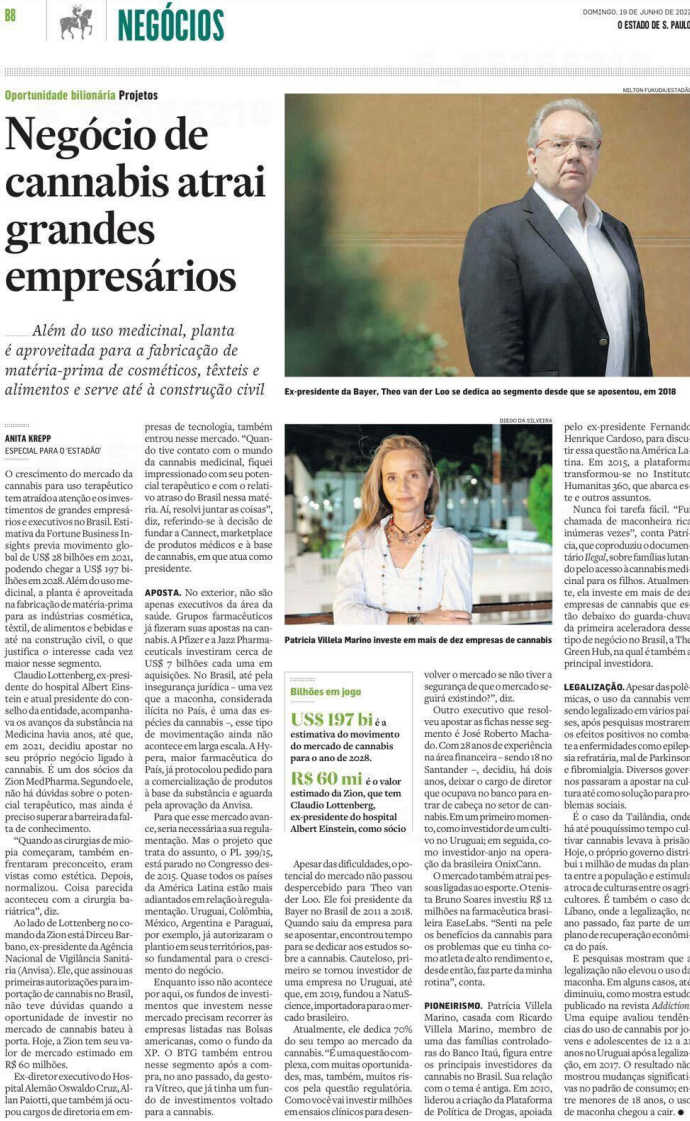 B8
NEGÓCIOS
DOMINGO, 19 DE JUNHO DE 2022
O ESTADO DE S. PAULO
Oportunidade bilionária Projetos
Negócio de
cannabis atrai
grandes
empresários
Além do uso medicinal, planta
é aproveitada para a fabricação de
matéria-prima de cosméticos, têxteis e
alimentos e serve até à construção civil
NILTON FUKUDA/ESTADÃO
Ex-presidente da Bayer, Theo van der Loo se dedica ao segmento desde que se aposentou, em 2018
ANITA KREPP
ESPECIAL PARA O 'ESTADÃO'
O crescimento do mercado da
cannabis para uso terapêutico
tem atraído a atenção e os inves-
timentos de grandes empresá-
rios e executivos no Brasil. Esti-
mativa da Fortune Business In-
sights previa movimento glo-
bal de US$ 28 bilhões em 2021,
podendo chegar a US$ 197 bi-
lhões em 2028. Além do uso me-
dicinal, a planta é aproveitada
na fabricação de matéria-prima
para as indústrias cosmética,
têxtil, de alimentos e bebidas e
até na construção civil, o que
justifica o interesse cada vez
maior nesse segmento.
Claudio Lottenberg, ex-presi-
dente do hospital Albert Eins-
tein e atual presidente do con-
selho da entidade, acompanha-
va os avanços da substância na
Medicina havia anos, até que,
em 2021, decidiu apostar no
seu próprio negócio ligado à
cannabis. É um dos sócios da
Zion MedPharma. Segundo ele,
não há dúvidas sobre o poten-
cial terapêutico, mas ainda é
preciso superar a barreira da fal-
ta de conhecimento.
"Quando as cirurgias de mio-
pia começaram, também en-
frentaram preconceito, eram
vistas como estética. Depois,
normalizou. Coisa parecida
aconteceu com a cirurgia ba-
riátrica", diz.
Ao lado de Lottenberg no co-
mando da Zion está Dirceu Bar-
bano, ex-presidente da Agência
Nacional de Vigilância Sanitá-
ria (Anvisa). Ele, que assinou as
primeiras autorizações para im-
portação de cannabis no Brasil,
não teve dúvidas quando a
oportunidade de investir no
mercado de cannabis bateu à
porta. Hoje, a Zion tem seu va-
lor de mercado estimado em
R$ 60 milhões.
Ex-diretor executivo do Hos-
pital Alemão Oswaldo Cruz, Al-
lan Paiotti, que também já ocu-
pou cargos de diretoria em em-
presas de tecnologia, também
entrou nesse mercado. "Quan-
do tive contato com o mundo
da cannabis medicinal, fiquei
impressionado com seu poten-
cial terapêutico e com o relati-
vo atraso do Brasil nessa maté-
ria. Aí, resolvi juntar as coisas",
diz, referindo-se à decisão de
fundar a Cannect, marketplace
de produtos médicos e à base
de cannabis, em que atua como
presidente.
APOSTA. No exterior, não são
apenas executivos da área da
saúde. Grupos farmacêuticos
já fizeram suas apostas na can-
nabis. A Pfizer e a Jazz Pharma-
ceuticals investiram cerca de
US$ 7 bilhões cada uma em
aquisições. No Brasil, até pela
insegurança jurídica – uma vez
que a maconha, considerada
ilícita no País, é uma das es-
pécies da cannabis –, esse tipo
de movimentação ainda não
acontece em larga escala. A Hy-
pera, maior farmacêutica do
País, já protocolou pedido para
a comercialização de produtos
à base da substância e aguarda
pela aprovação da Anvisa.
Para que esse mercado avan-
ce, seria necessária a sua regula-
mentação. Mas o projeto que
trata do assunto, o PL 399/15,
está parado no Congresso des-
de 2015. Quase todos os países
da América Latina estão mais
adiantados em relação à regula-
mentação. Uruguai, Colômbia,
México, Argentina e Paraguai,
por exemplo, já autorizaram o
plantio em seus territórios, pas-
so fundamental para o cresci-
mento do negócio.
Enquanto isso não acontece
por aqui, os fundos de investi-
mentos que investem nesse
mercado precisam recorrer às
empresas listadas nas Bolsas
americanas, como o fundo da
XP. O BTG também entrou
nesse segmento após a com-
pra, no ano passado, da gesto-
ra Vítreo, que já tinha um fun-
do de investimentos voltado
para a cannabis.
DIEGO DA SILVEIRA
Patricia Villela Marino investe em mais de dez empresas de cannabis
Bilhões em jogo
US$ 197 bi é a
estimativa do movimento
do mercado de cannabis
para o ano de 2028.
R$ 60 mi é o valor
estimado da Zion, que tem
Claudio Lottenberg,
ex-presidente do hospital
Albert Einstein, como sócio
Apesar das dificuldades, o po-
tencial do mercado não passou
despercebido para Theo van
der Loo. Ele foi presidente da
Bayer no Brasil de 2011 a 2018.
Quando saiu da empresa para
se aposentar, encontrou tempo
para se dedicar aos estudos so-
bre a cannabis. Cauteloso, pri-
meiro se tornou investidor de
uma empresa no Uruguai, até
que, em 2019, fundou a NatuS-
cience, importadora para o mer-
cado brasileiro.
Atualmente, ele dedica 70%
do seu tempo ao mercado da
cannabis. "É uma questão com-
plexa, com muitas oportunida-
des, mas, também, muitos ris-
cos pela questão regulatória.
Como você vai investir milhões
em ensaios clínicos para desen-
volver o mercado se não tiver a
segurança de que o mercado se-
guirá existindo?", diz.
Outro executivo que resol-
veu apostar as fichas nesse seg-
mento é José Roberto Macha-
do. Com 28 anos de experiência
na área financeira – sendo 18 no
Santander –, decidiu, há dois
anos, deixar o cargo de diretor
que ocupava no banco para en-
trar de cabeça no setor de can-
nabis. Em um primeiro momen-
to, como investidor de um culti-
vo no Uruguai; em seguida, co-
mo investidor-anjo na opera-
ção da brasileira OnixCann.
O mercado também atrai pes-
soas ligadas ao esporte. O tenis-
ta Bruno Soares investiu R$ 12
milhões na farmacêutica brasi-
leira EaseLabs. "Senti na pele
os benefícios da cannabis para
os problemas que eu tinha co-
mo atleta de alto rendimento e,
desde então, faz parte da minha
rotina", conta.
PIONEIRISMO. Patrícia Villela
Marino, casada com Ricardo
Villela Marino, membro de
uma das famílias controlado-
ras do Banco Itaú, figura entre
os principais investidores da
cannabis no Brasil. Sua relação
com o tema é antiga. Em 2010,
liderou a criação da Plataforma
de Política de Drogas, apoiada
pelo ex-presidente Fernando
Henrique Cardoso, para discu-
tir essa questão na América La-
tina. Em 2015, a plataforma
transformou-se no Instituto
Humanitas 360, que abarca es-
te e outros assuntos.
Nunca foi tarefa fácil. "Fui
chamada de maconheira rica
inúmeras vezes", conta Patrí-
cia, que coproduziu o documen-
tário Ilegal, sobre famílias lutan-
do pelo acesso à cannabis medi-
cinal para os filhos. Atualmen-
te, ela investe em mais de dez
empresas de cannabis que es-
tão debaixo do guarda-chuva
da primeira aceleradora desse
tipo de negócio no Brasil, a The
Green Hub, na qual é também a
principal investidora.
LEGALIZAÇÃO. Apesar das polê-
micas, o uso da cannabis vem
sendo legalizado em vários paí-
ses, após pesquisas mostrarem
os efeitos positivos no comba-
te a enfermidades como epilep-
sia refratária, mal de Parkinson
e fibromialgia. Diversos gover-
nos passaram a apostar na cul-
tura até como solução para pro-
blemas sociais.
É o caso da Tailândia, onde
há até pouquíssimo tempo cul-
tivar cannabis levava à prisão.
Hoje, o próprio governo distri-
bui 1 milhão de mudas da plan-
ta entre a população e estimula
a troca de culturas entre os agri-
cultores. É também o caso do
Líbano, onde a legalização, no
ano passado, faz parte de um
plano de recuperação econômi-
ca do país.
E pesquisas mostram que a
legalização não elevou o uso da
maconha. Em alguns casos, até
diminuiu, como mostra estudo
publicado na revista Addiction.
Uma equipe avaliou tendên-
cias do uso de cannabis por jo-
vens e adolescentes de 12 a 21
anos no Uruguai após a legaliza-
ção, em 2017. O resultado não
mostrou mudanças significati-
vas no padrão de consumo; en-
tre menores de 18 anos, o uso
de maconha chegou a cair. ●